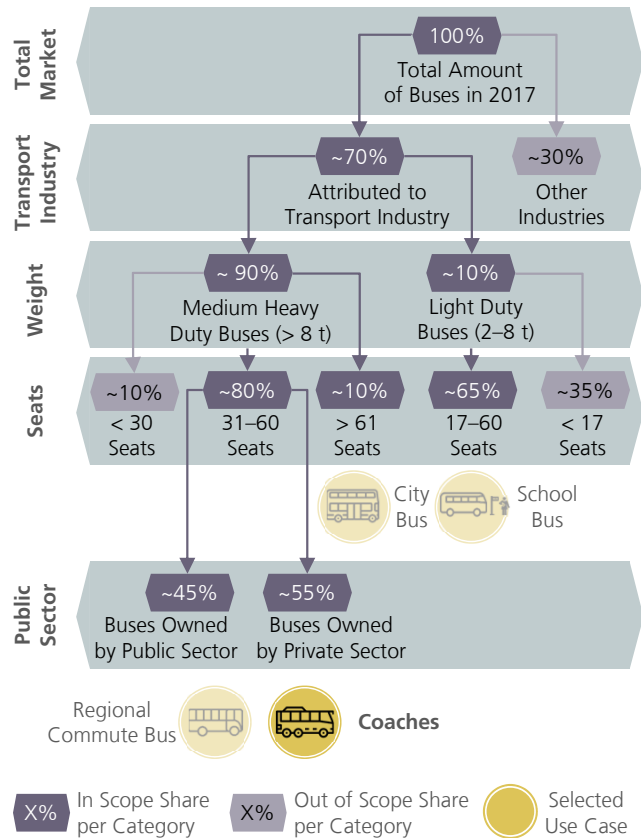 Total
Market
100%
Total Amount
of Buses in 2017
Transport
Industry
~70%
Attributed to
Transport Industry
~30%
Other
Industries
Weight
~ 90%
Medium Heavy
Duty Buses (> 8 t)
~10%
Light Duty
Buses (2–8 t)
Seats
~10%
< 30
Seats
~80%
31–60
Seats
~10%
> 61
Seats
~65%
17–60
Seats
~35%
< 17
Seats
City
Bus
School
Bus
Public
Sector
~45%
Buses Owned
by Public Sector
~55%
Buses Owned
by Private Sector
Regional
Commute Bus
Coaches
X%
In Scope Share
per Category
X%
Out of Scope Share
per Category
Selected
Use Case